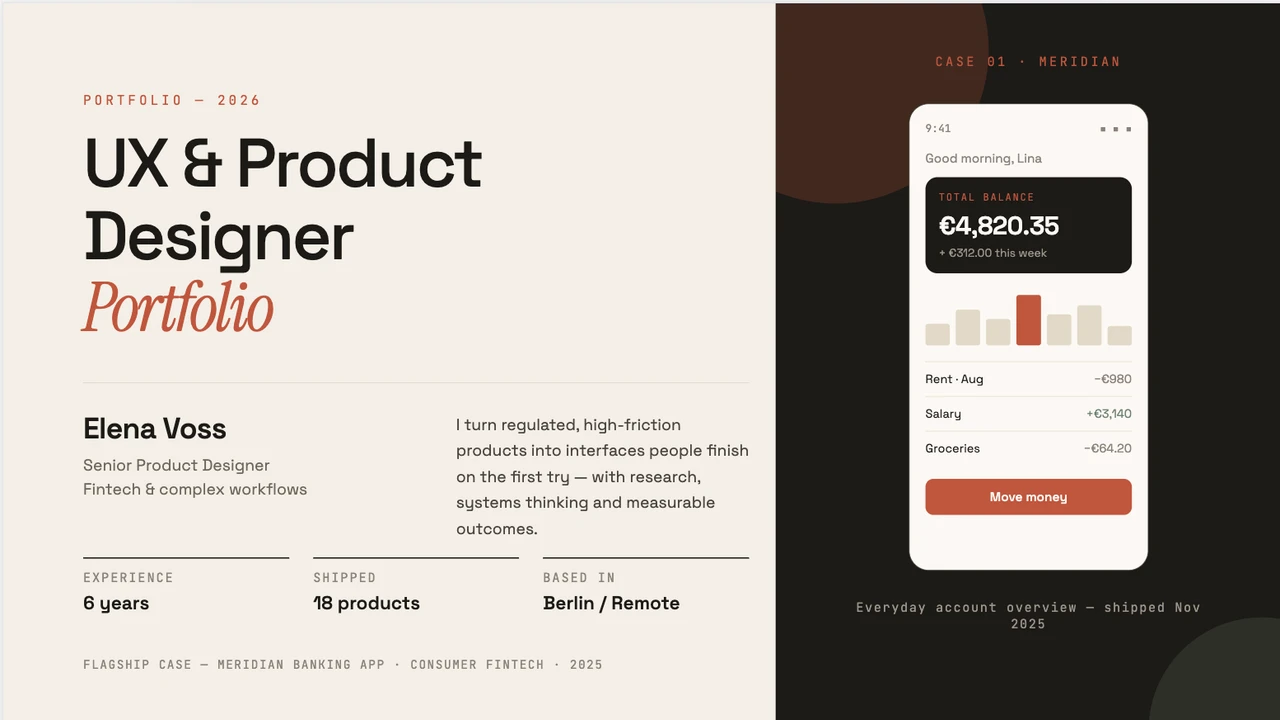 PORTFOLIO — 2026
UX & Product
Designer
Portfolio
Elena Voss
Senior Product Designer
Fintech & complex workflows
I turn regulated, high-friction
products into interfaces people finish
on the first try — with research,
systems thinking and measurable
outcomes.
EXPERIENCE
6 years
SHIPPED
18 products
BASED IN
Berlin / Remote
FLAGSHIP CASE — MERIDIAN BANKING APP · CONSUMER FINTECH · 2025
CASE 01 · MERIDIAN
9:41
Good morning, Lina
TOTAL BALANCE
€4,820.35
+ €312.00 this week
Rent · Aug −€980
Salary +€3,140
Groceries −€64.20
Move money
Everyday account overview — shipped Nov
2025